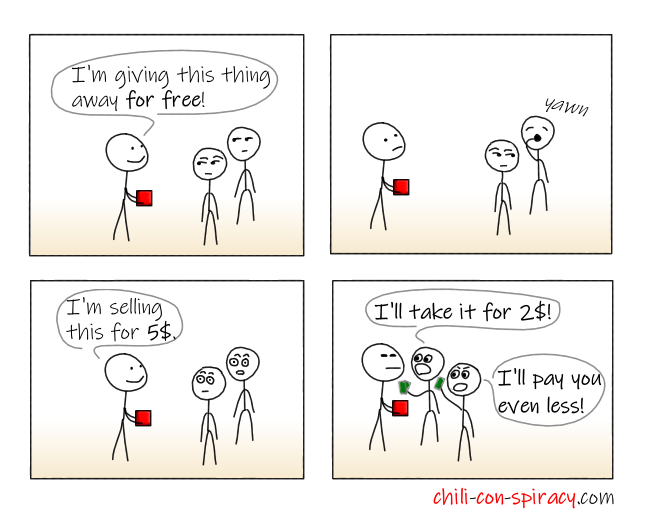 I'm giving this thing
away for free!
yawn
I'm selling
this for 5$.
I'll take it for 2$!
I'll pay you
even less!
chili-con-spiracy.com